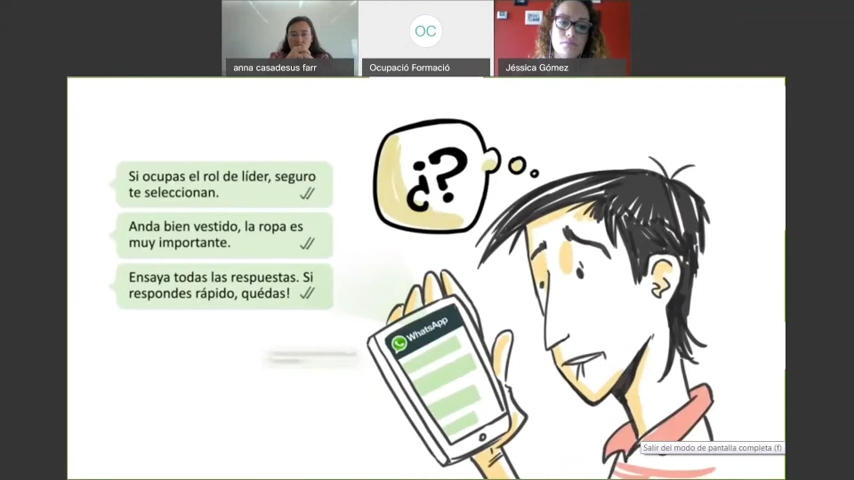 OC
anna casadesus farr
Ocupació Formació
Jéssica Gómez
Si ocupas el rol de líder, seguro
te seleccionan.
Anda bien vestido, la ropa es
muy importante.
Ensaya todas las respuestas. Si
respondes rápido, quédas!
¿?
WhatsApp
Salir del modo de pantalla completa (f)